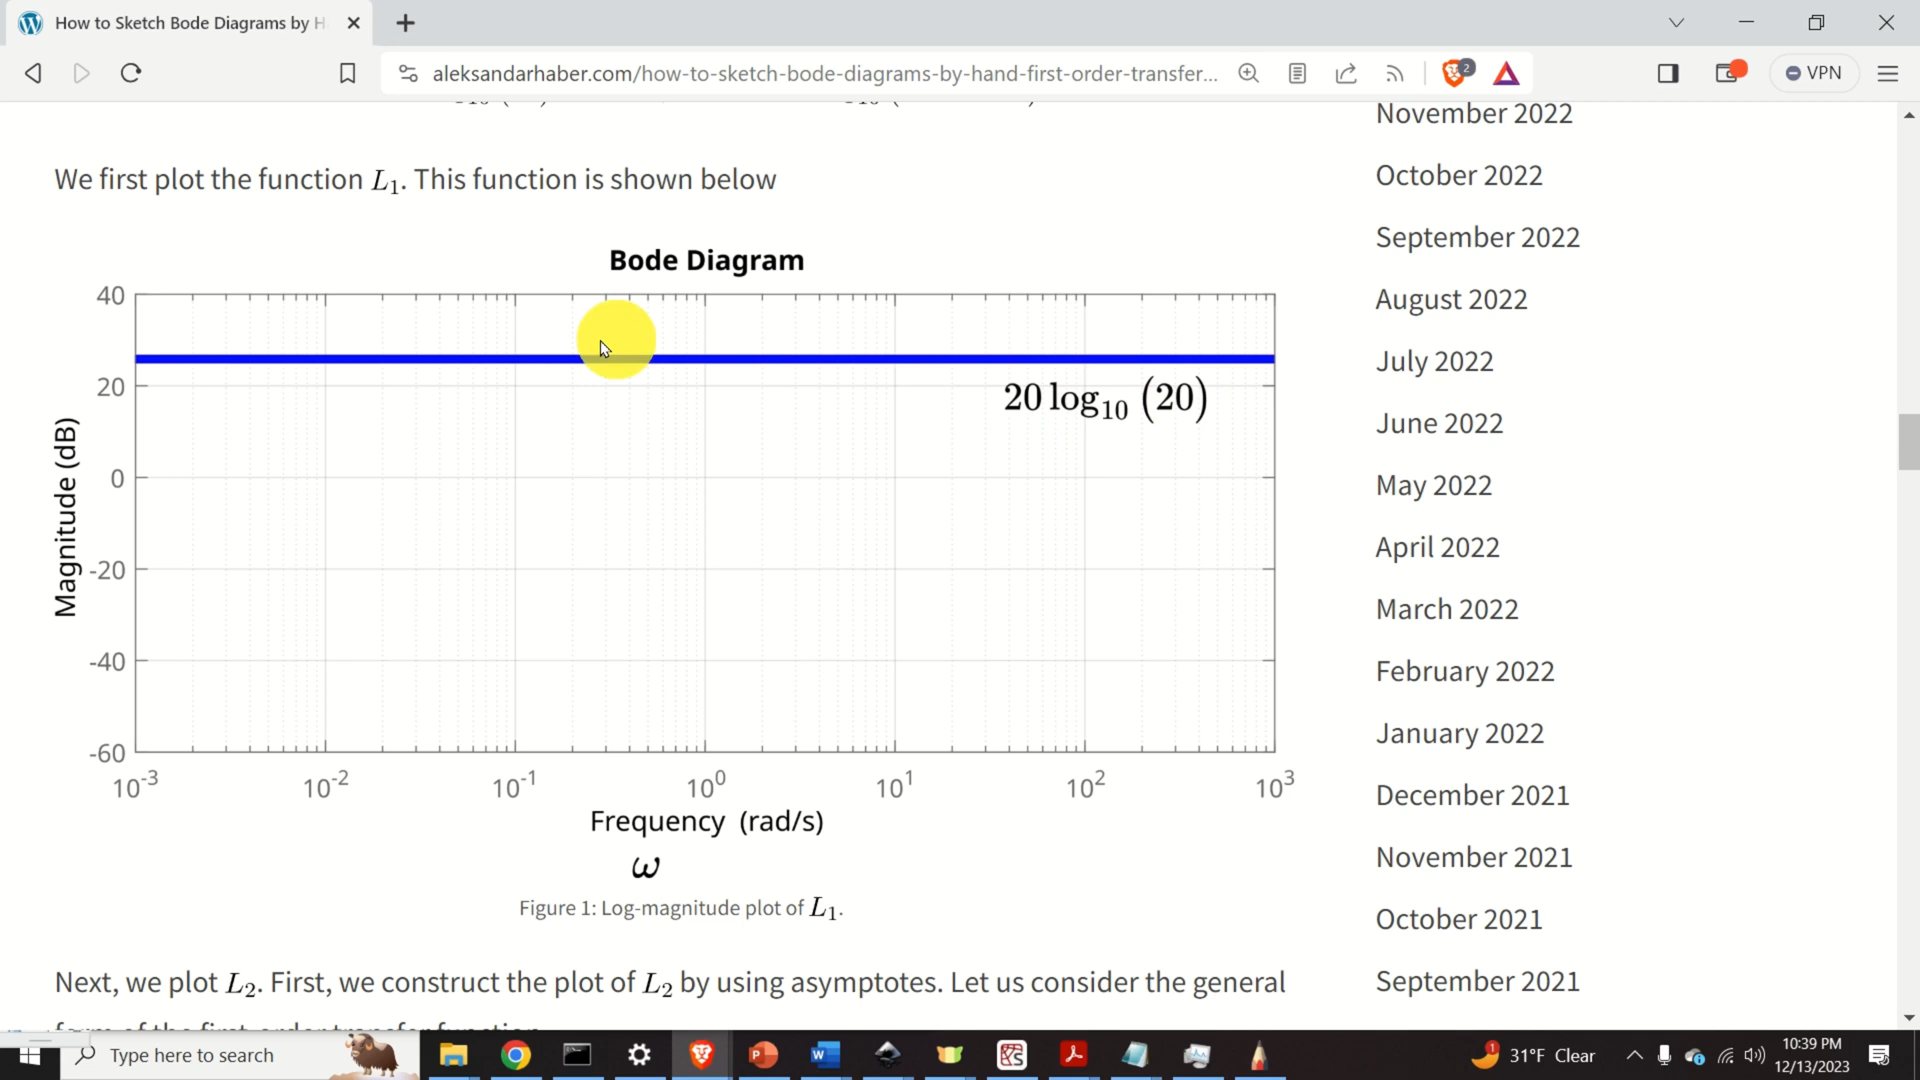 How to Sketch Bode Diagrams by H
aleksandarhaber.com/how-to-sketch-bode-diagrams-by-hand-first-order-transfer...
2
VPN
We first plot the function L1. This function is shown below
Bode Diagram
40
20
0
-20
-40
-60
Magnitude (dB)
20 log10 (20)
10-3 10-2 10-1 100 101 102 103
Frequency (rad/s)
ω
Figure 1: Log-magnitude plot of L1.
Next, we plot L2. First, we construct the plot of L2 by using asymptotes. Let us consider the general
November 2022
October 2022
September 2022
August 2022
July 2022
June 2022
May 2022
April 2022
March 2022
February 2022
January 2022
December 2021
November 2021
October 2021
September 2021
Type here to search
1
31°F Clear
10:39 PM
12/13/2023